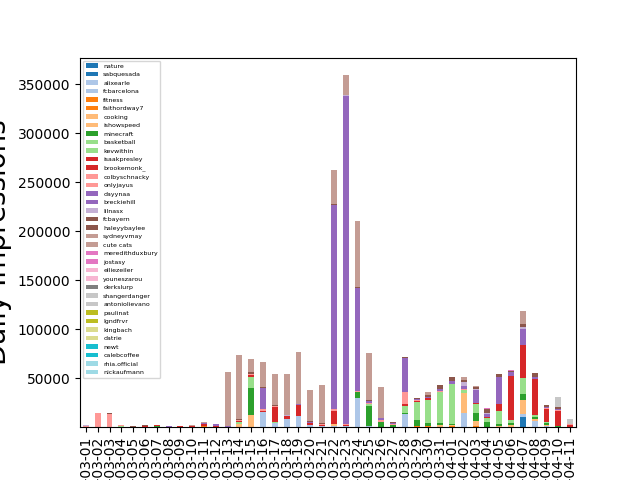 Daily Impressions
350000
300000
250000
200000
150000
100000
50000
nature
sabquesada
alixearle
fcbarcelona
fitness
faithordway7
cooking
ishowspeed
minecraft
basketball
kevwithin
isaakpresley
brookemonk_
colbyschnacky
onlyjayus
dayynaa
breckiehill
lilnasx
fcbayern
haleyybaylee
sydneyvmay
cute cats
meredithduxbury
jostasy
elliezeiler
youneszarou
derkslurp
shangerdanger
antoniolievano
paulinat
lgndfrvr
kingbach
dstrie
newt
calebcoffee
rhia.official
nickaufmann
03-01
03-02
03-03
03-04
03-05
03-06
03-07
03-08
03-09
03-10
03-11
03-12
03-13
03-14
03-15
03-16
03-17
03-18
03-19
03-20
03-21
03-22
03-23
03-24
03-25
03-26
03-27
03-28
03-29
03-30
03-31
04-01
04-02
04-03
04-04
04-05
04-06
04-07
04-08
04-09
04-10
04-11